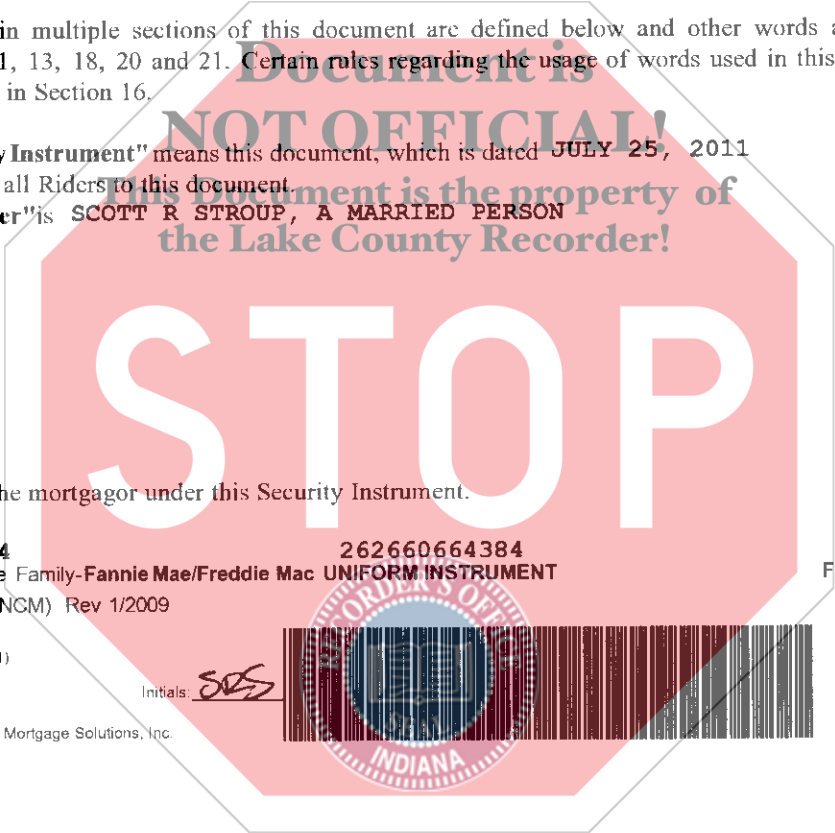 in multiple sections of this document are defined below and other words a
1, 13, 18, 20 and 21. Certain rules regarding the usage of words used in this
in Section 16.
Document is
NOT OFFICIAL!
This Document is the property of
the Lake County Recorder!
y Instrument" means this document, which is dated JULY 25, 2011
all Riders to this document.
er" is SCOTT R STROUP, A MARRIED PERSON
STOP
he mortgagor under this Security Instrument.
4 262660664384
e Family-Fannie Mae/Freddie Mac UNIFORM INSTRUMENT F
NCM) Rev 1/2009
1)
Initials: SRS
Mortgage Solutions, Inc.
RECORDER'S OFFICE
SEAL
INDIANA